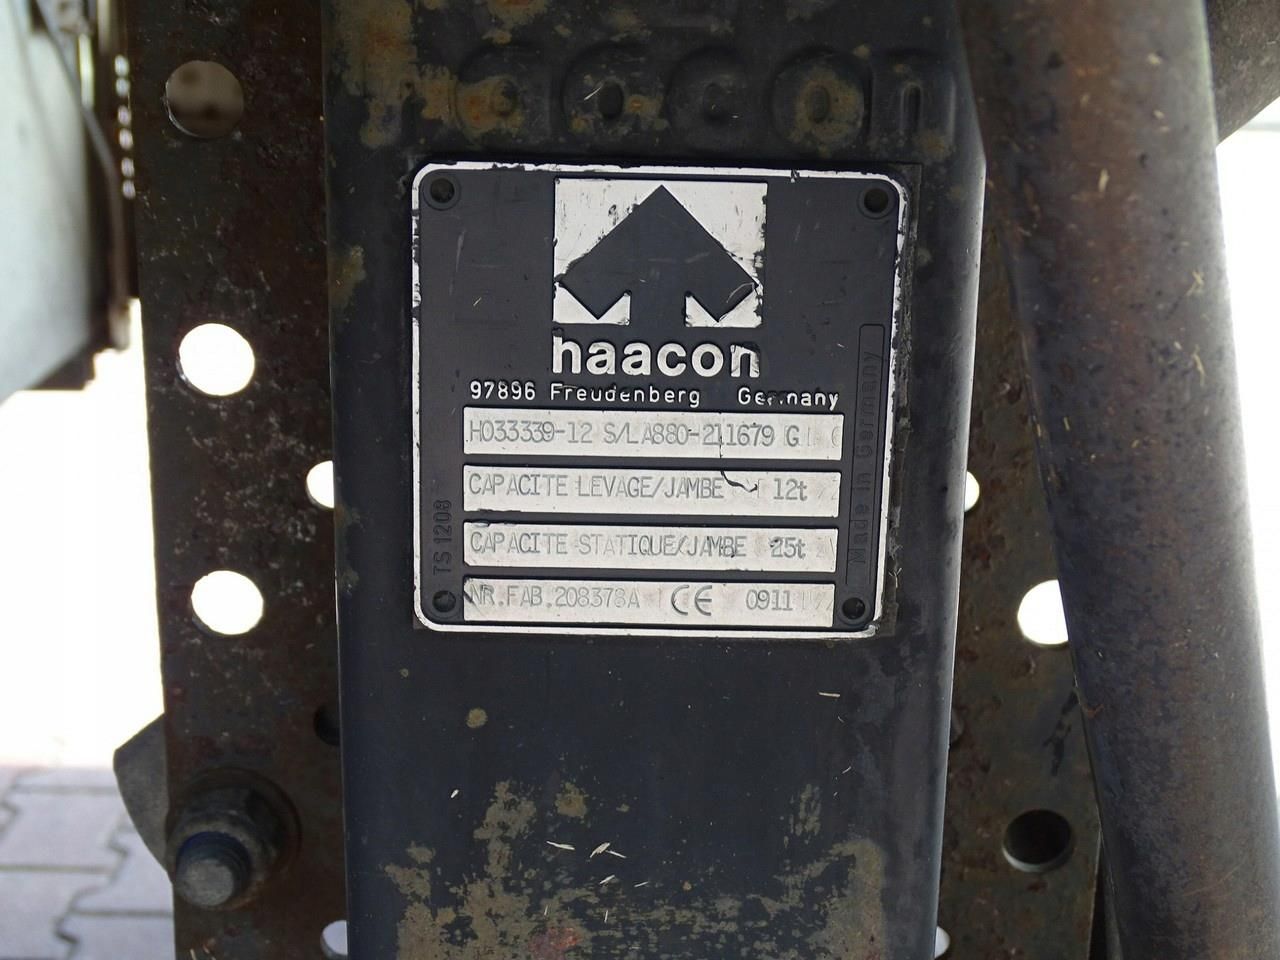 haacon
haacon
97896 Freudenberg Germany
H033339-12 S/LA880-211679 G
CAPACITE LEVAGE/JAMBE 12t
CAPACITE STATIQUE/JAMBE 25t
NR.FAB.208378A CE 0911
TS 1208
Made in Germany